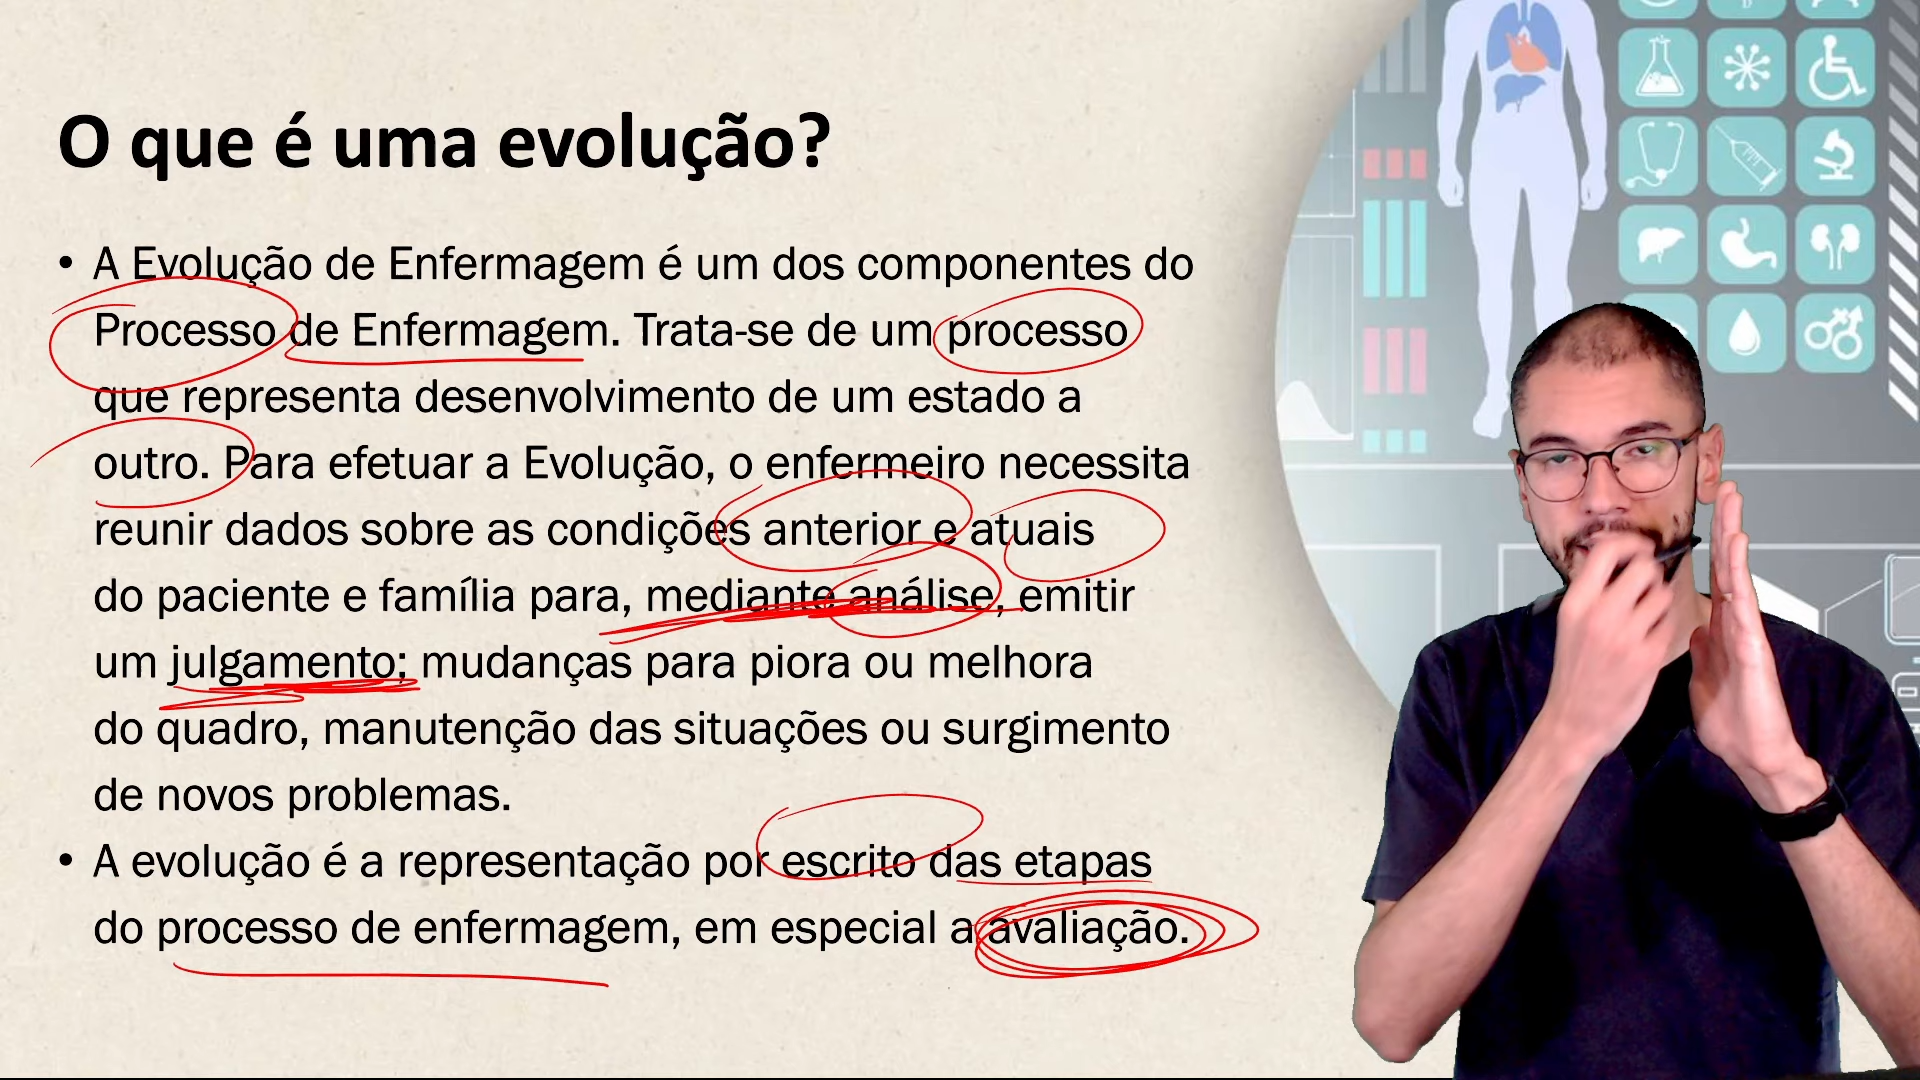 O que é uma evolução?
• A Evolução de Enfermagem é um dos componentes do
Processo de Enfermagem. Trata-se de um processo
que representa desenvolvimento de um estado a
outro. Para efetuar a Evolução, o enfermeiro necessita
reunir dados sobre as condições anterior e atuais
do paciente e família para, mediante análise, emitir
um julgamento; mudanças para piora ou melhora
do quadro, manutenção das situações ou surgimento
de novos problemas.
• A evolução é a representação por escrito das etapas
do processo de enfermagem, em especial a avaliação.